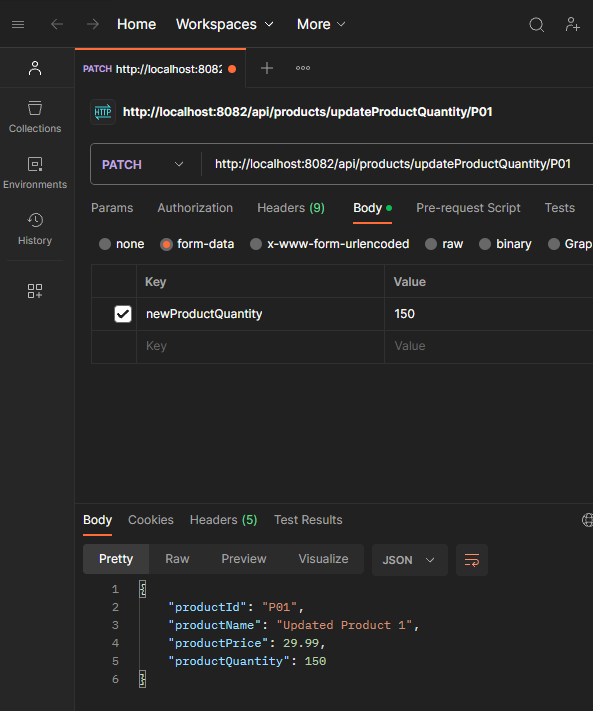 Home Workspaces More
PATCH http://localhost:8082
http://localhost:8082/api/products/updateProductQuantity/P01
PATCH http://localhost:8082/api/products/updateProductQuantity/P01
Collections
Environments
History
Params Authorization Headers (9) Body Pre-request Script Tests
none form-data x-www-form-urlencoded raw binary Grap
Key Value
newProductQuantity 150
Key Value
Body Cookies Headers (5) Test Results
Pretty Raw Preview Visualize JSON
1 {
2 "productId": "P01",
3 "productName": "Updated Product 1",
4 "productPrice": 29.99,
5 "productQuantity": 150
6 }